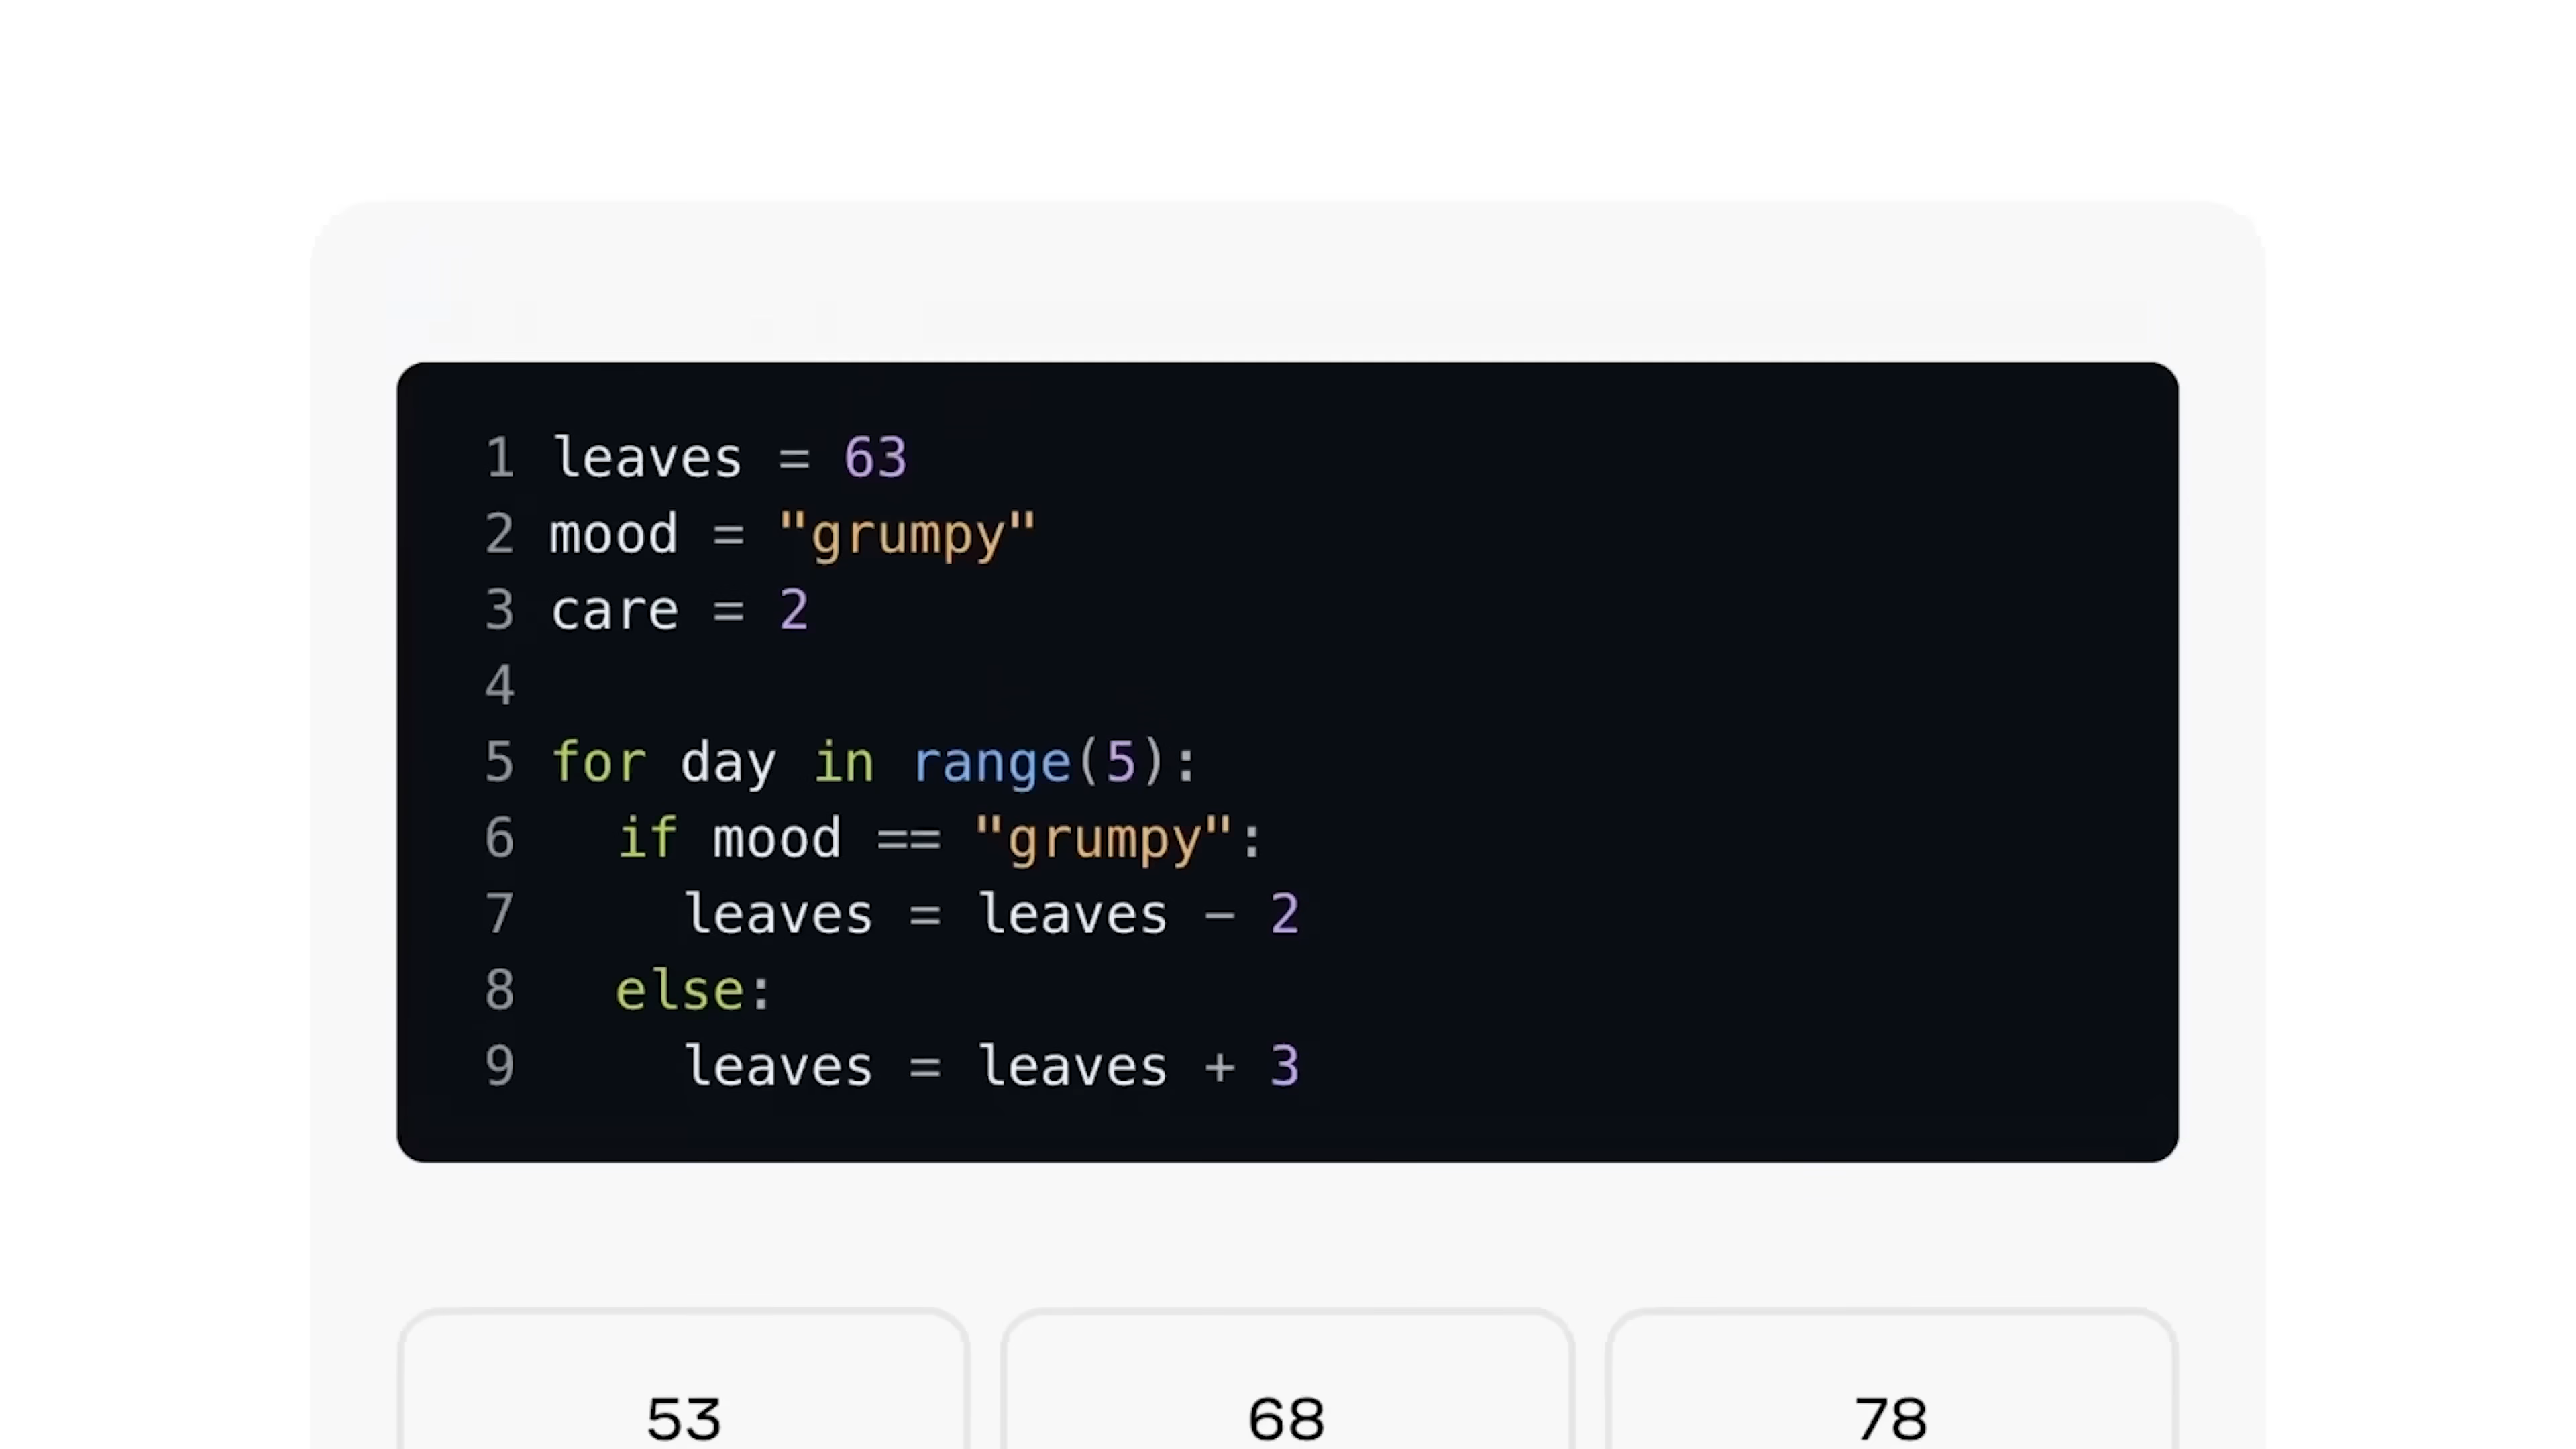 1 leaves = 63
2 mood = "grumpy"
3 care = 2
4
5 for day in range(5):
6   if mood == "grumpy":
7     leaves = leaves - 2
8   else:
9     leaves = leaves + 3
53 68 78